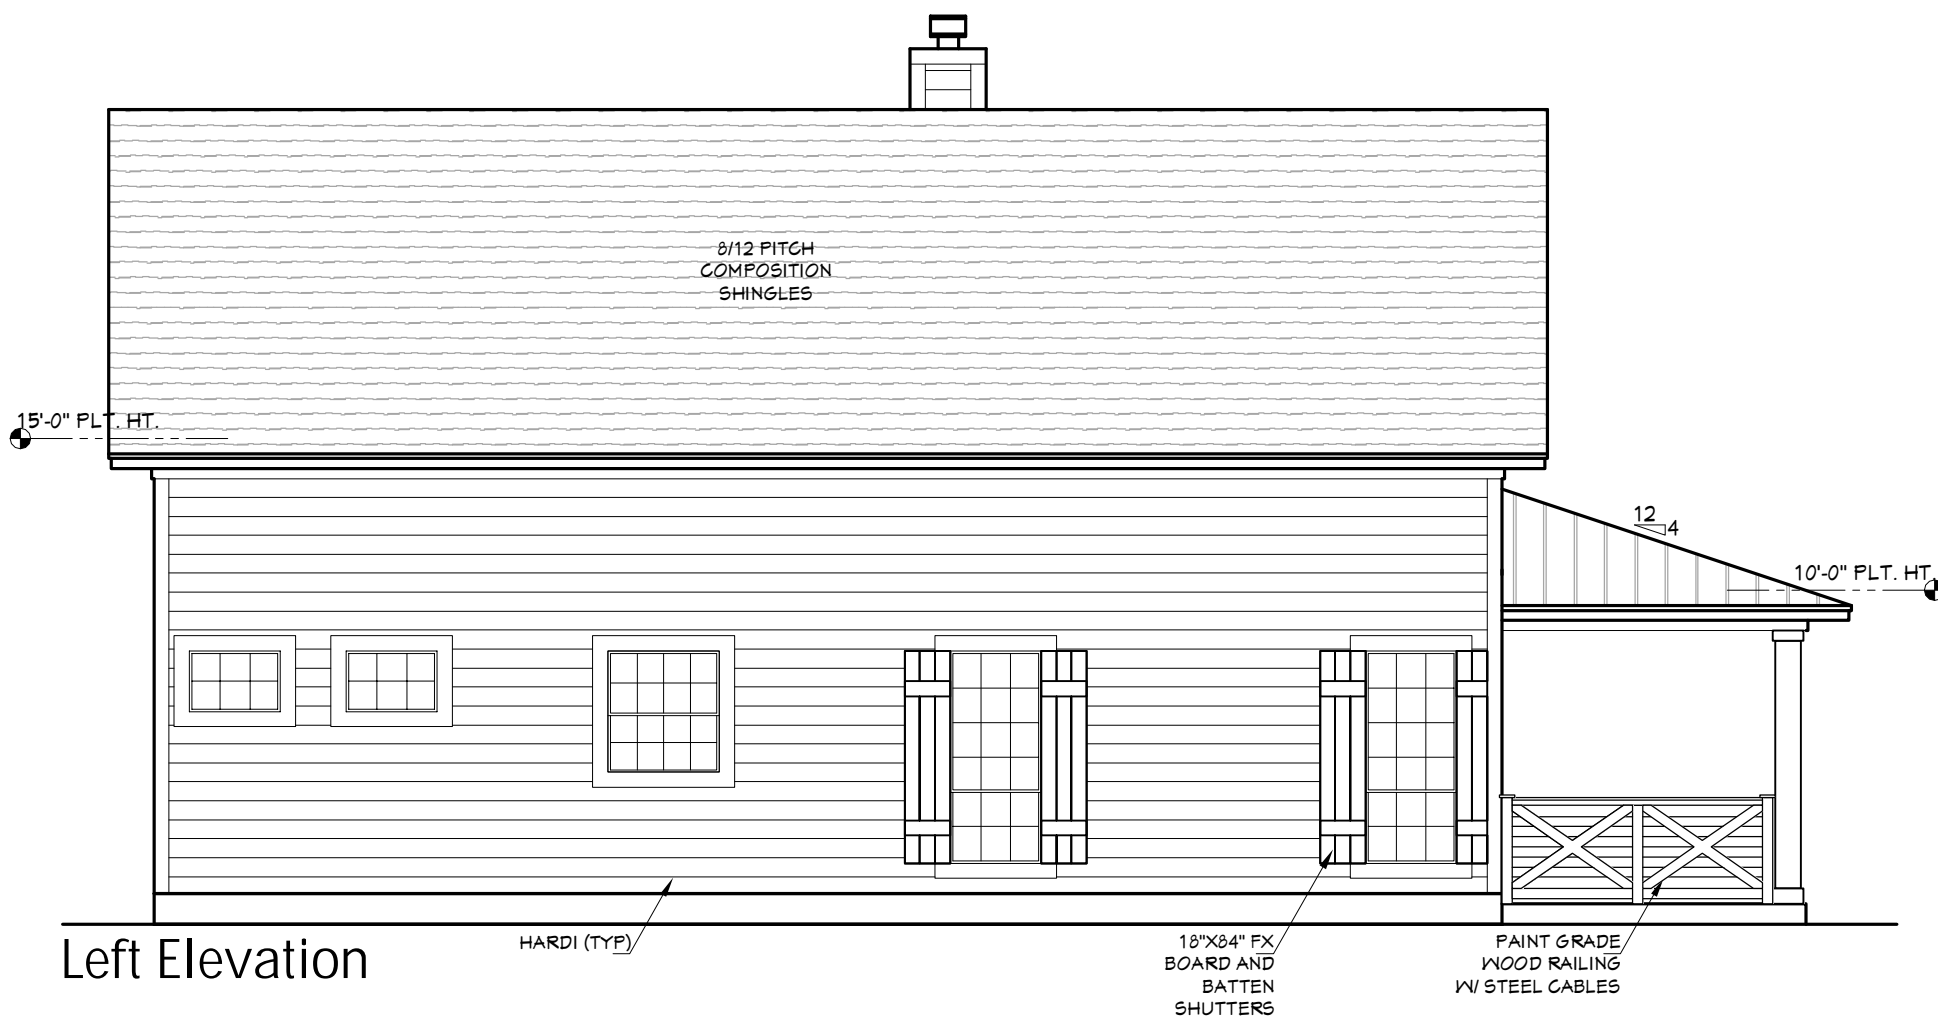 8/12 PITCH
COMPOSITION
SHINGLES
15'-0" PLT. HT.
12
4
10'-0" PLT. HT.
Left Elevation
HARDI (TYP)
18"X84" FX
BOARD AND
BATTEN
SHUTTERS
PAINT GRADE
WOOD RAILING
W/ STEEL CABLES